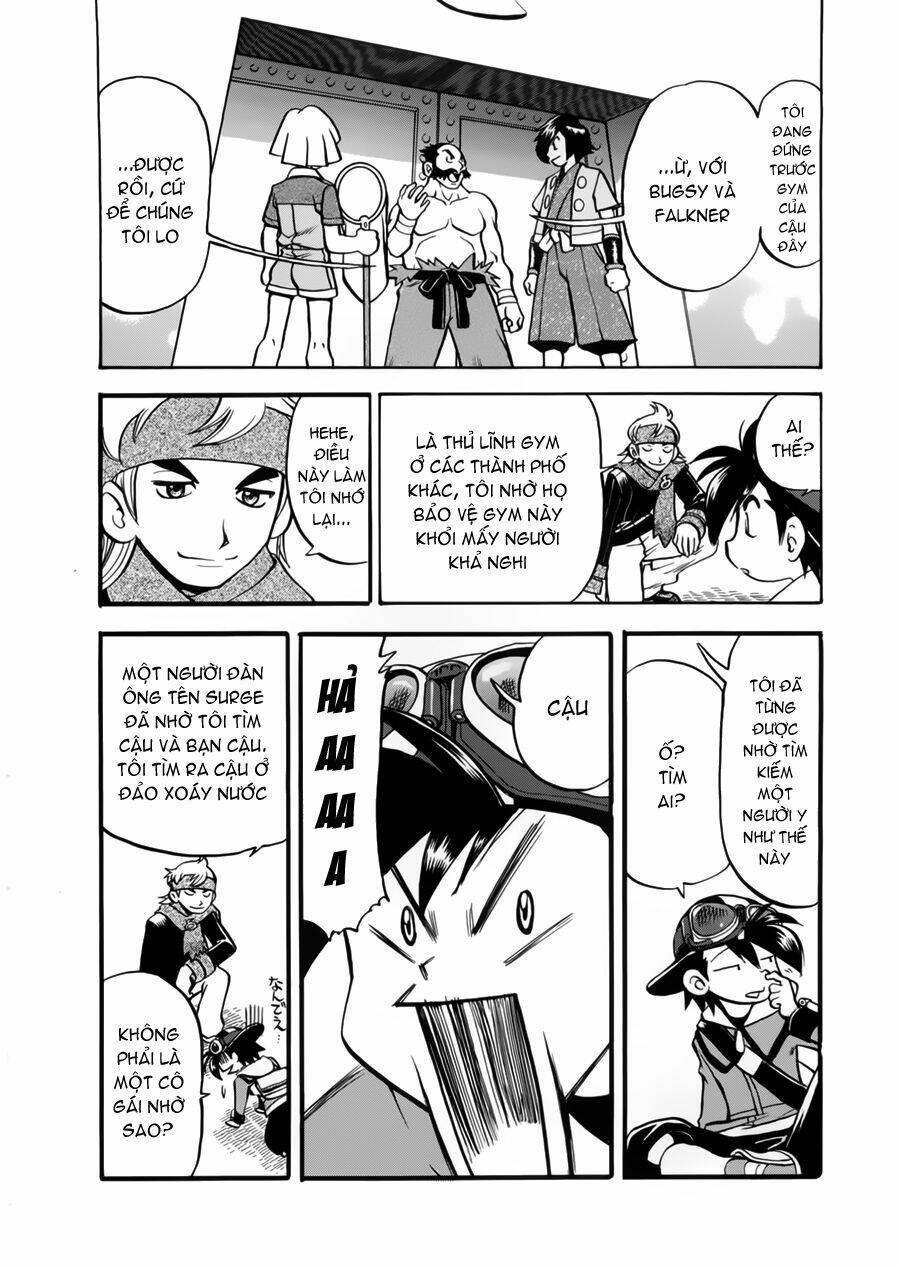 TÔI
ĐANG
ĐỨNG
TRƯỚC
GYM
CỦA
CẬU
ĐÂY
...Ừ, VỚI
BUGSY VÀ
FALKNER
...ĐƯỢC
RỒI, CỨ
ĐỂ CHÚNG
TÔI LO
AI
THẾ?
LÀ THỦ LĨNH GYM
Ở CÁC THÀNH PHỐ
KHÁC, TÔI NHỜ HỌ
BẢO VỆ GYM NÀY
KHỎI MẤY NGƯỜI
KHẢ NGHI
HEHE,
ĐIỀU
NÀY LÀM
TÔI NHỚ
LẠI...
TÔI ĐÃ
TỪNG
ĐƯỢC
NHỜ TÌM
KIẾM
MỘT
NGƯỜI Y
NHƯ THẾ
NÀY
Ố?
TÌM
AI?
CẬU
HẢ
AA
AA
A
MỘT NGƯỜI ĐÀN
ÔNG TÊN SURGE
ĐÃ NHỜ TÔI TÌM
CẬU VÀ BẠN CẬU.
TÔI TÌM RA CẬU Ở
ĐẢO XOÁY NƯỚC
なんでえ…
KHÔNG
PHẢI LÀ
MỘT CÔ
GÁI NHỜ
SAO?